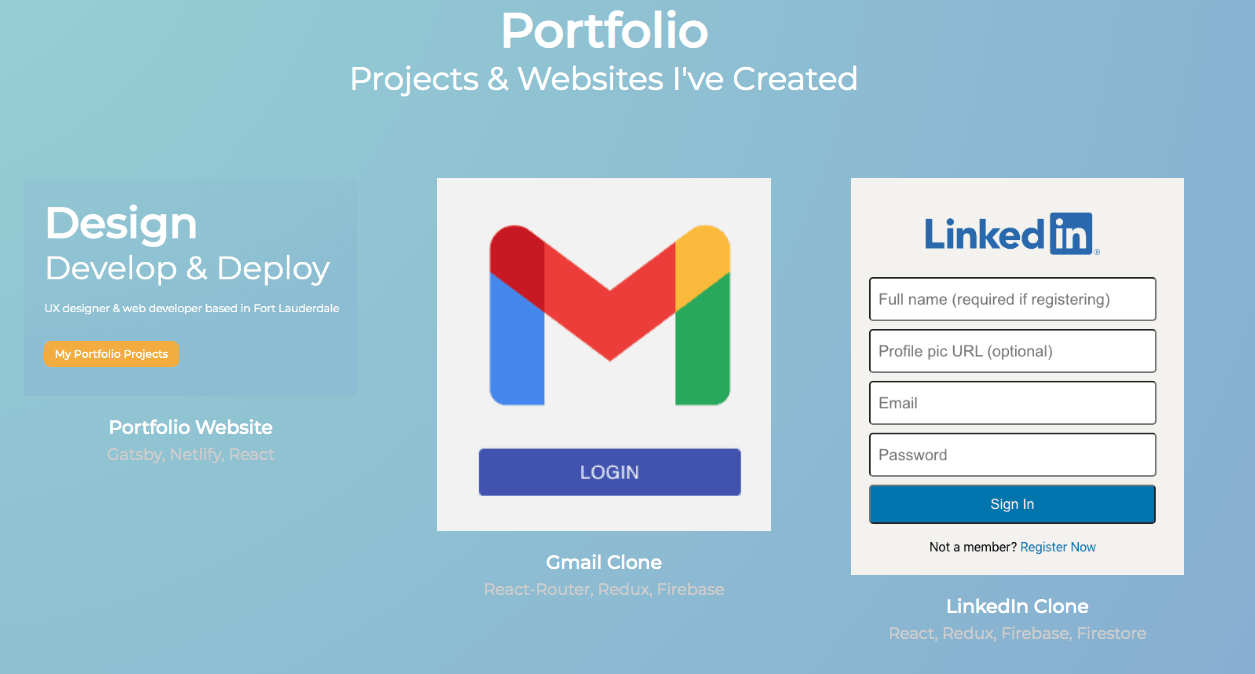 Portfolio
Projects & Websites I've Created
Design
Develop & Deploy
UX designer & web developer based in Fort Lauderdale
My Portfolio Projects
Portfolio Website
Gatsby, Netlify, React
LOGIN
Gmail Clone
React-Router, Redux, Firebase
LinkedIn®
Full name (required if registering)
Profile pic URL (optional)
Email
Password
Sign In
Not a member? Register Now
LinkedIn Clone
React, Redux, Firebase, Firestore